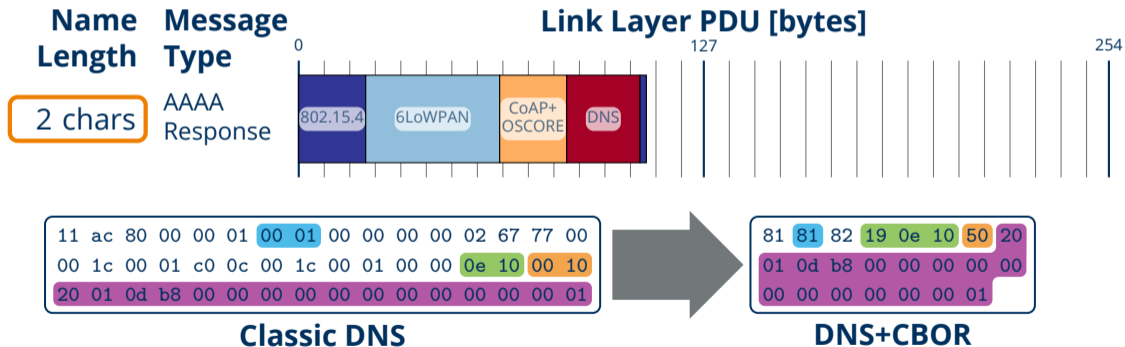 Name Length
Message Type
Link Layer PDU [bytes]
0
127
254
2 chars
AAAA Response
802.15.4
6LoWPAN
CoAP+
OSCORE
DNS
11 ac 80 00 00 01 00 01 00 00 00 00 02 67 77 00
00 1c 00 01 c0 0c 00 1c 00 01 00 00 0e 10 00 10
20 01 0d b8 00 00 00 00 00 00 00 00 00 00 00 01
Classic DNS
81 81 82 19 0e 10 50 20
01 0d b8 00 00 00 00 00
00 00 00 00 00 00 01
DNS+CBOR